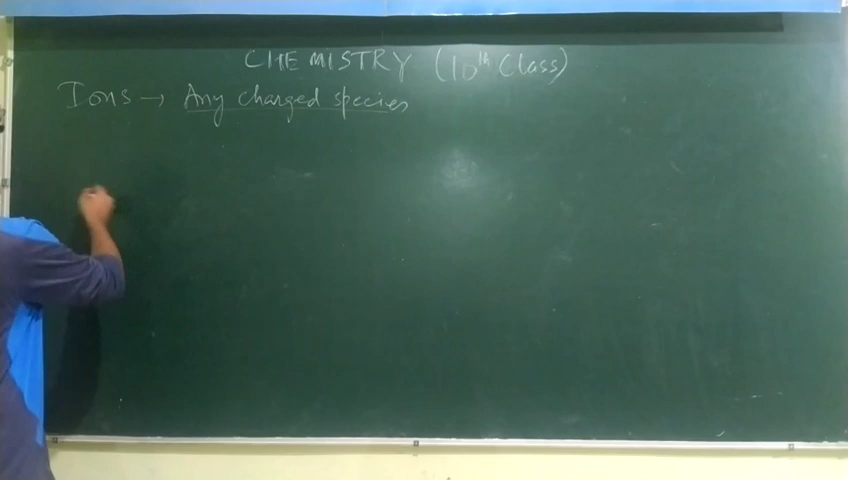 CHEMISTRY (10th Class)
Ions → Any charged species